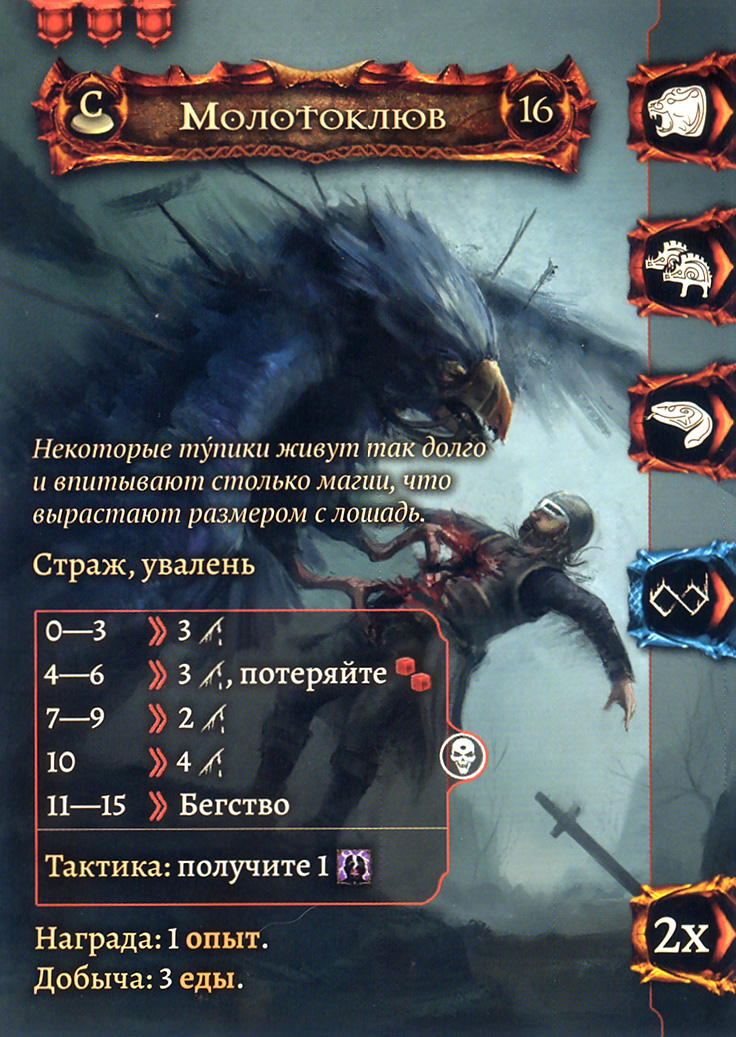 С Молотоклюв 16
Некоторые ту́пики живут так долго
и впитывают столько магии, что
вырастают размером с лошадь.
Страж, увалень
0—3 3
4—6 3 , потеряйте
7—9 2
10 4
11—15 Бегство
Тактика: получите 1
Награда: 1 опыт.
Добыча: 3 еды.
2x